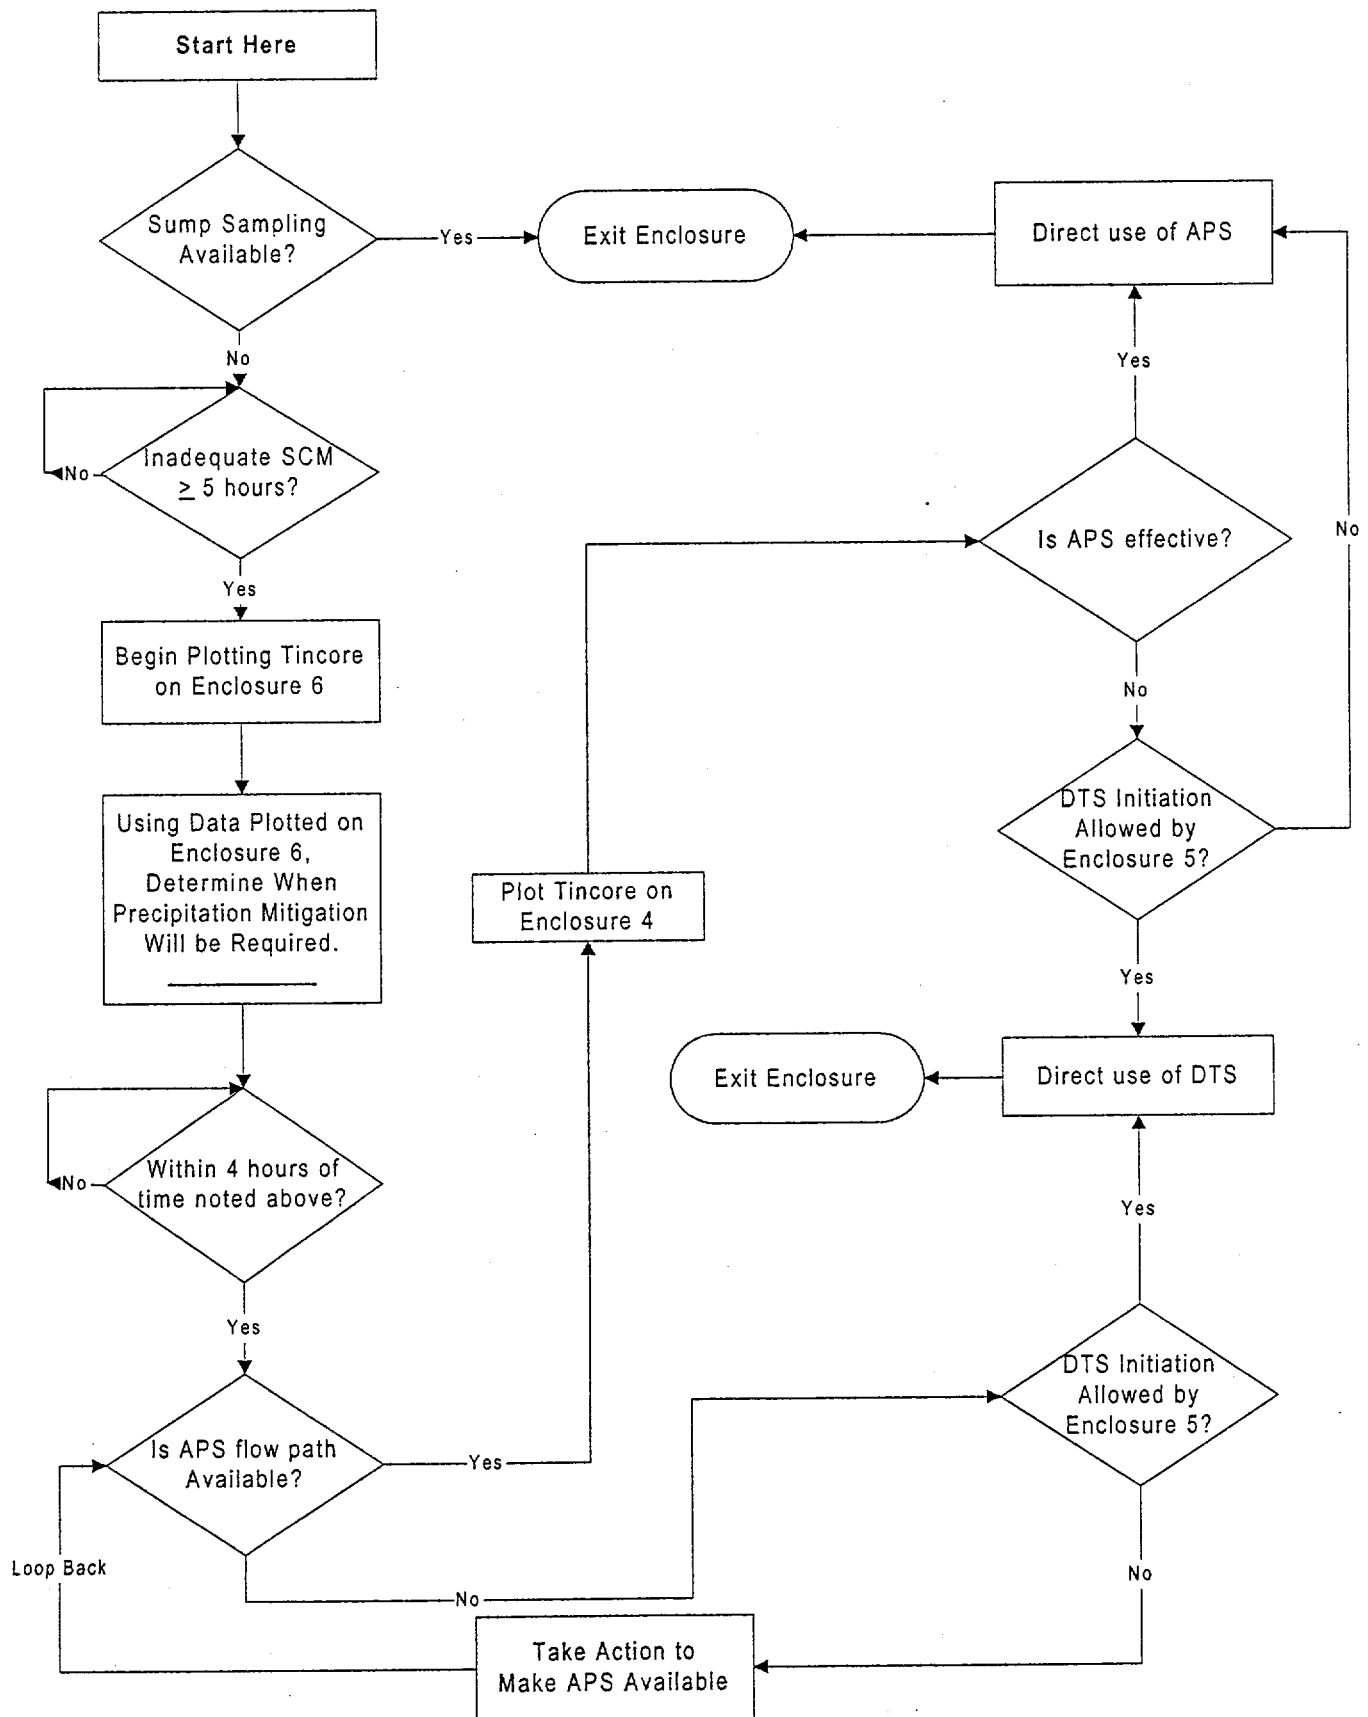 Start Here
Sump Sampling
Available?
Yes
Exit Enclosure
Direct use of APS
No
Yes
Inadequate SCM
≥ 5 hours?
No
Yes
Is APS effective?
No
No
Begin Plotting Tincore
on Enclosure 6
Using Data Plotted on
Enclosure 6,
Determine When
Precipitation Mitigation
Will be Required.
Plot Tincore on
Enclosure 4
DTS Initiation
Allowed by
Enclosure 5?
Yes
Exit Enclosure
Direct use of DTS
Within 4 hours of
time noted above?
No
Yes
Yes
Is APS flow path
Available?
Yes
DTS Initiation
Allowed by
Enclosure 5?
Loop Back
No
No
Take Action to
Make APS Available